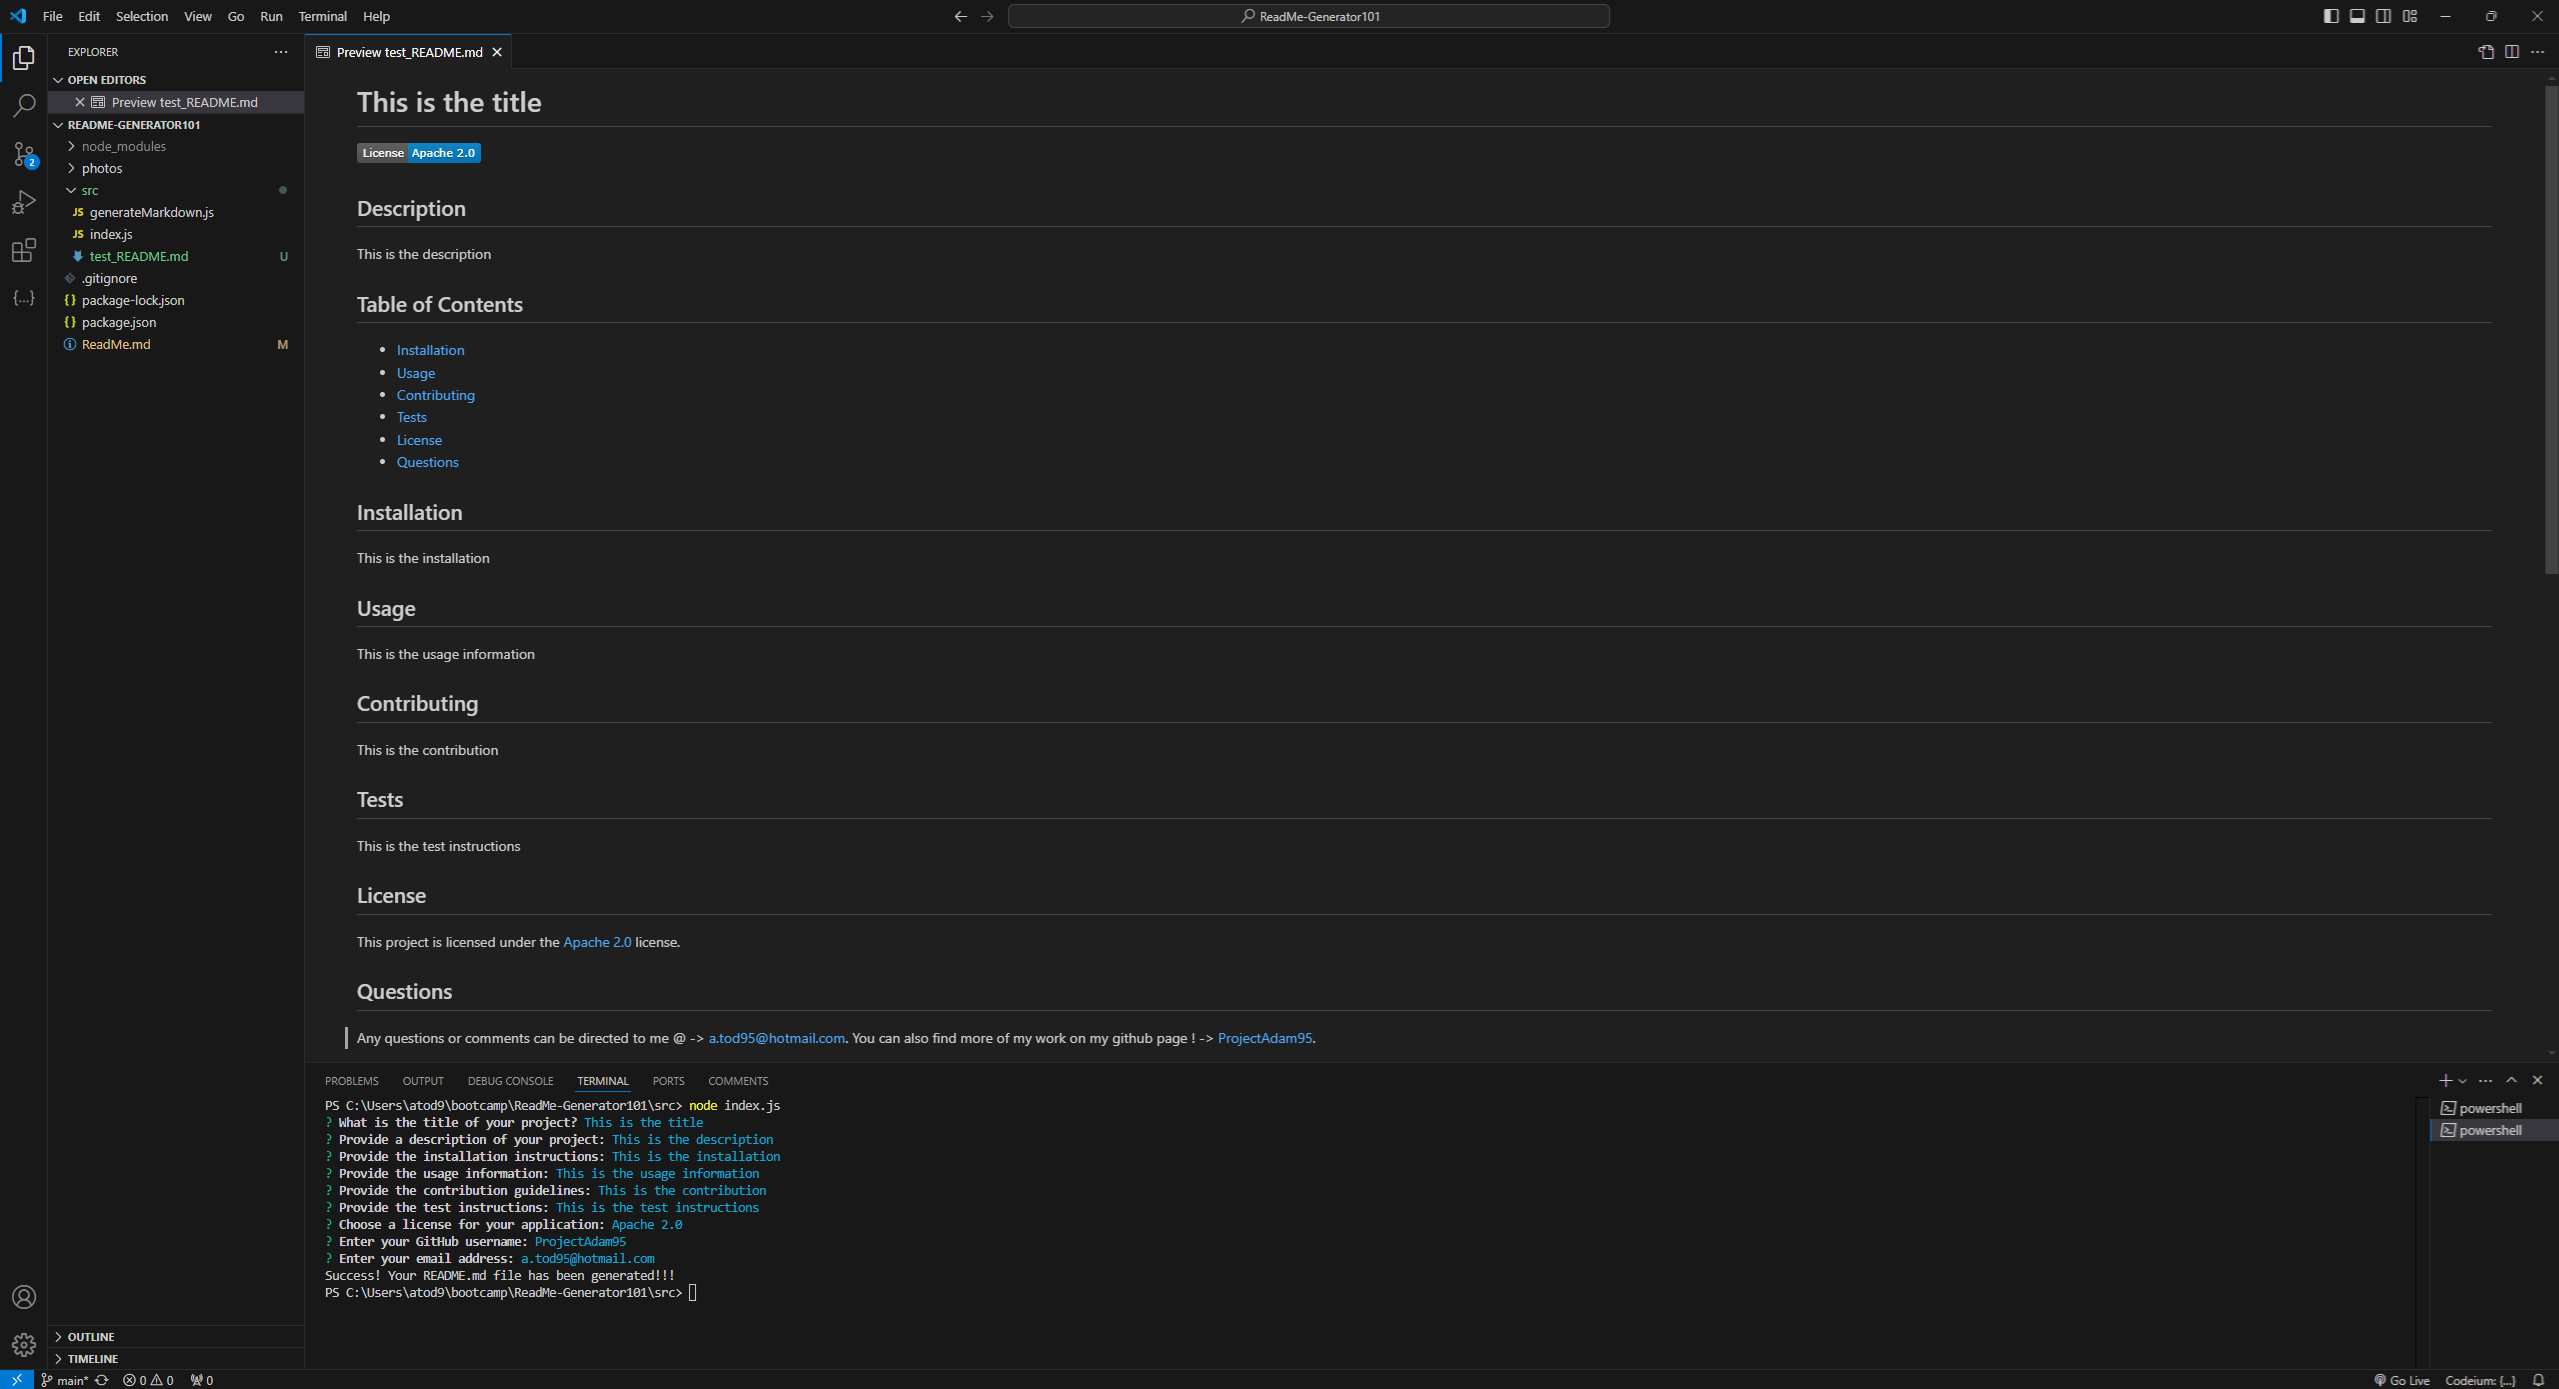 File Edit Selection View Go Run Terminal Help
ReadMe-Generator101
EXPLORER
OPEN EDITORS
Preview test_README.md
README-GENERATOR101
node_modules
photos
src
JS generateMarkdown.js
JS index.js
test_README.md U
.gitignore
{} package-lock.json
{} package.json
ReadMe.md M
2
{...}
OUTLINE
TIMELINE
Preview test_README.md
This is the title
License Apache 2.0
Description
This is the description
Table of Contents
• Installation
• Usage
• Contributing
• Tests
• License
• Questions
Installation
This is the installation
Usage
This is the usage information
Contributing
This is the contribution
Tests
This is the test instructions
License
This project is licensed under the Apache 2.0 license.
Questions
Any questions or comments can be directed to me @ -> a.tod95@hotmail.com. You can also find more of my work on my github page ! -> ProjectAdam95.
PROBLEMS OUTPUT DEBUG CONSOLE TERMINAL PORTS COMMENTS
PS C:\Users\atod9\bootcamp\ReadMe-Generator101\src> node index.js
? What is the title of your project? This is the title
? Provide a description of your project: This is the description
? Provide the installation instructions: This is the installation
? Provide the usage information: This is the usage information
? Provide the contribution guidelines: This is the contribution
? Provide the test instructions: This is the test instructions
? Choose a license for your application: Apache 2.0
? Enter your GitHub username: ProjectAdam95
? Enter your email address: a.tod95@hotmail.com
Success! Your README.md file has been generated!!!
PS C:\Users\atod9\bootcamp\ReadMe-Generator101\src>
powershell
powershell
main* 0 0 0
Go Live Codeium: {...}